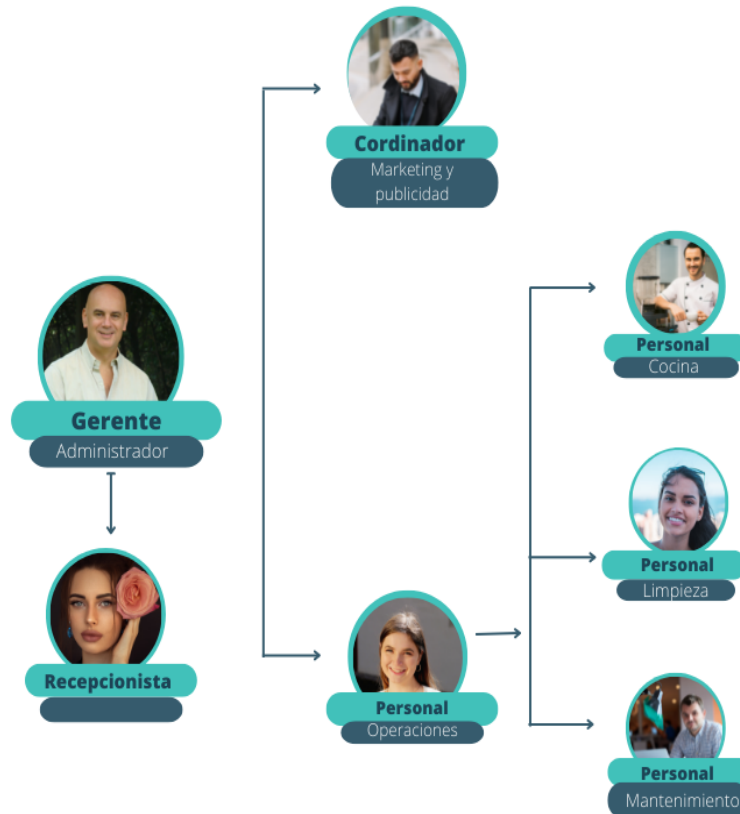 Cordinador
Marketing y
publicidad
Gerente
Administrador
Recepcionista
Personal
Operaciones
Personal
Cocina
Personal
Limpieza
Personal
Mantenimiento